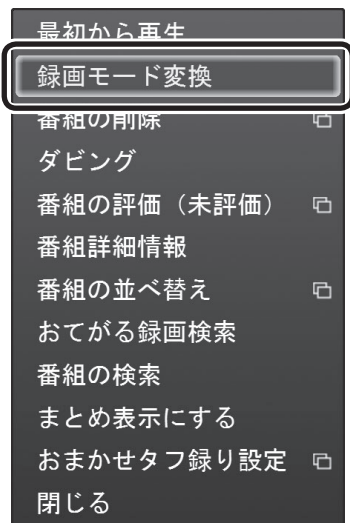 最初から再生
録画モード変換
番組の削除
ダビング
番組の評価（未評価）
番組詳細情報
番組の並べ替え
おてがる録画検索
番組の検索
まとめ表示にする
おまかせタフ録り設定
閉じる